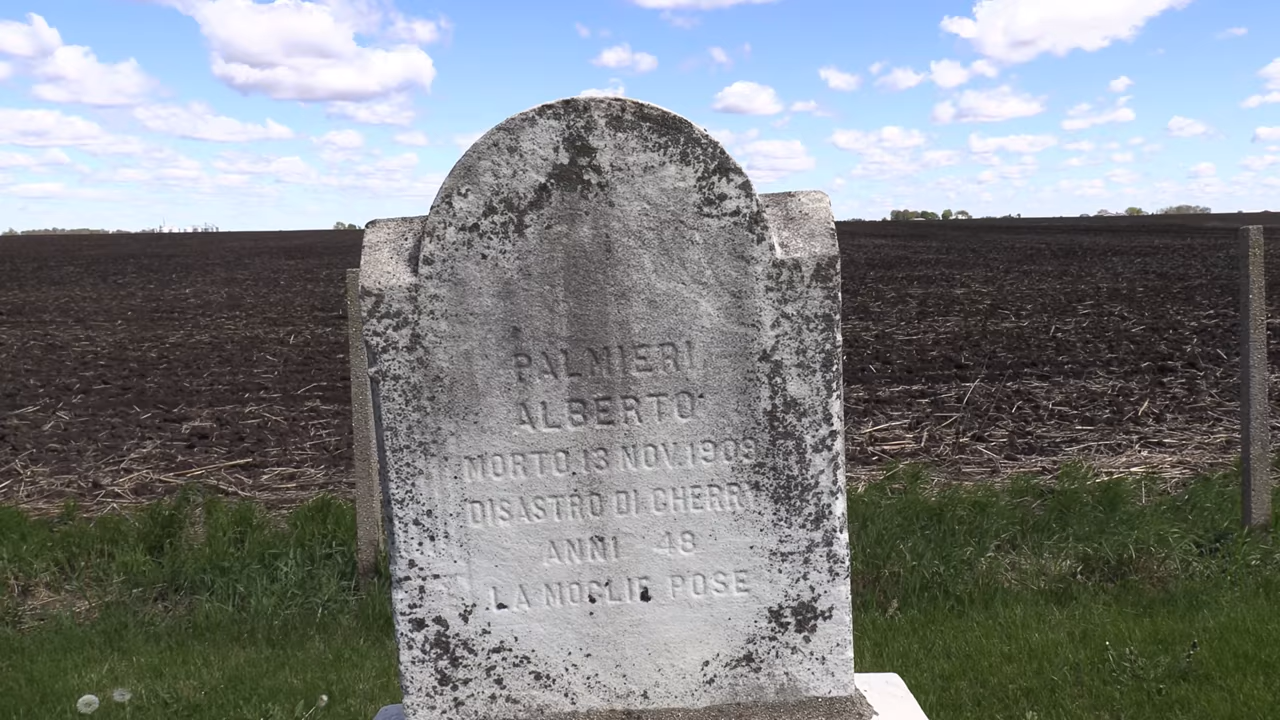 PALMIERI
ALBERTO
MORTO 13 NOV. 1909
DISASTRO DI CHERRY
ANNI 48
LA MOGLIE POSE